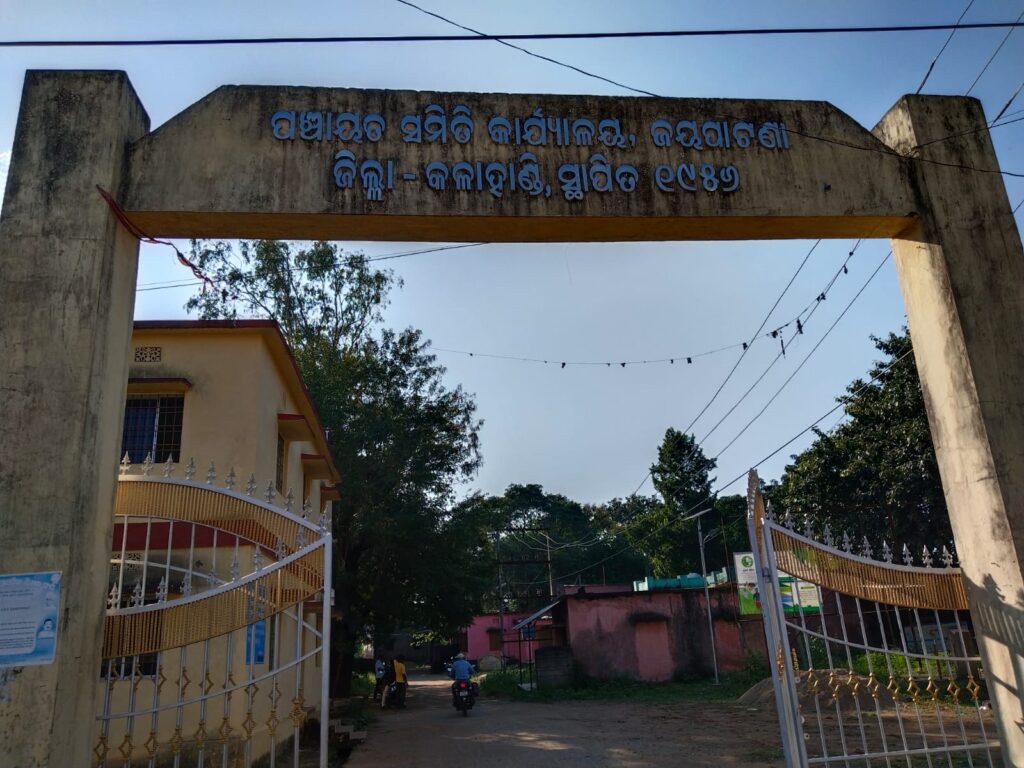 ପଞ୍ଚାୟତ ସମିତି କାର୍ଯ୍ୟାଳୟ, ଜୟପାଟଣା
ଜିଲ୍ଲା - କଳାହାଣ୍ଡି, ସ୍ଥାପିତ ୧୯୫୬